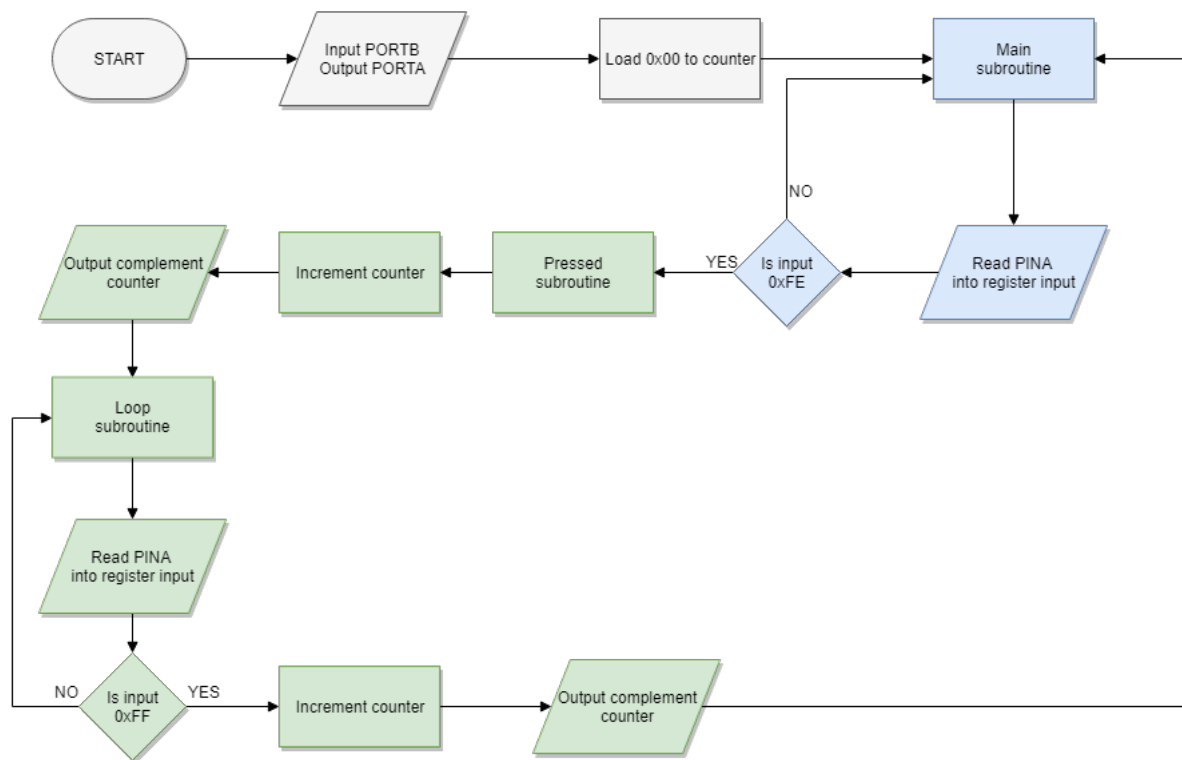 START
Input PORTB
Output PORTA
Load 0x00 to counter
Main
subroutine
NO
Output complement
counter
Increment counter
Pressed
subroutine
YES
Is input
0xFE
Read PINA
into register input
Loop
subroutine
Read PINA
into register input
NO
Is input
0xFF
YES
Increment counter
Output complement
counter